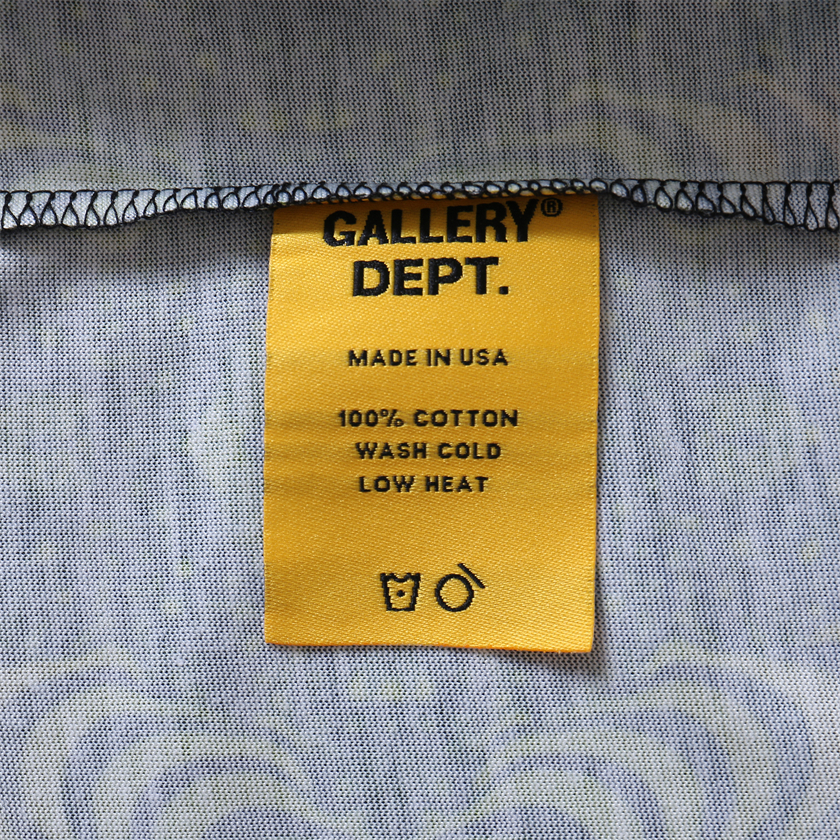 GALLERY®
DEPT.
MADE IN USA
100% COTTON
WASH COLD
LOW HEAT